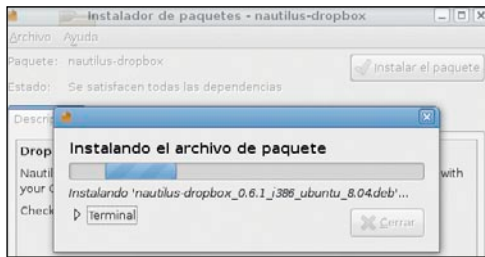 Instalador de paquetes - nautilus-dropbox
Archivo Ayuda
Paquete: nautilus-dropbox
Instalar el paquete
Estado: Se satisfacen todas las dependencias
Instalando el archivo de paquete
Drop
Nautil with
your
Instalando 'nautilus-dropbox_0.6.1_i386_ubuntu_8.04.deb'...
Check
Terminal
Cerrar